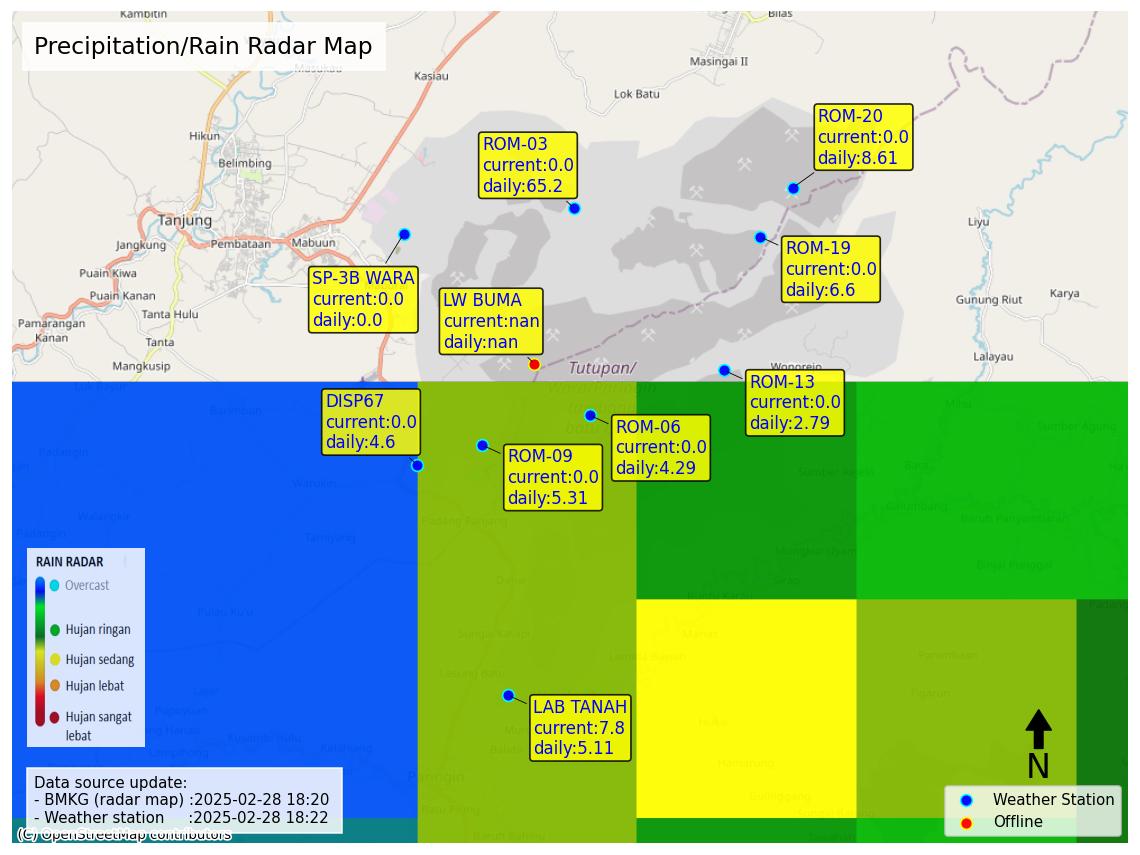 Kambitin
Bilas
Precipitation/Rain Radar Map
Masukau
Kasiau
Masingai II
Lok Batu
ROM-20
current:0.0
daily:8.61
Hikun
ROM-03
current:0.0
daily:65.2
Belimbing
Tanjung
Liyu
Jangkung
Pembataan
Mabuun
ROM-19
current:0.0
daily:6.6
Puain Kiwa
SP-3B WARA
current:0.0
daily:0.0
Puain Kanan
LW BUMA
current:nan
daily:nan
Gunung Riut
Karya
Tanta Hulu
Pamarangan
Kanan
Tanta
Lalayau
Mangkusip
Tutupan/
Wonorejo
ROM-13
current:0.0
daily:2.79
DISP67
current:0.0
daily:4.6
ROM-06
current:0.0
daily:4.29
ROM-09
current:0.0
daily:5.31
RAIN RADAR
Overcast
Hujan ringan
Hujan sedang
Hujan lebat
Hujan sangat
lebat
LAB TANAH
current:7.8
daily:5.11
N
Data source update:
- BMKG (radar map) :2025-02-28 18:20
- Weather station :2025-02-28 18:22
Weather Station
Offline
(C) OpenStreetMap contributors